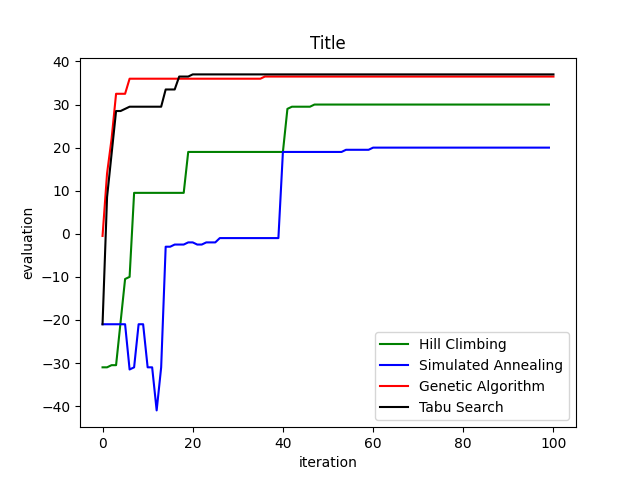 Title
40
30
20
10
0
−10
−20
−30
−40
evaluation
0 20 40 60 80 100
iteration
Hill Climbing
Simulated Annealing
Genetic Algorithm
Tabu Search